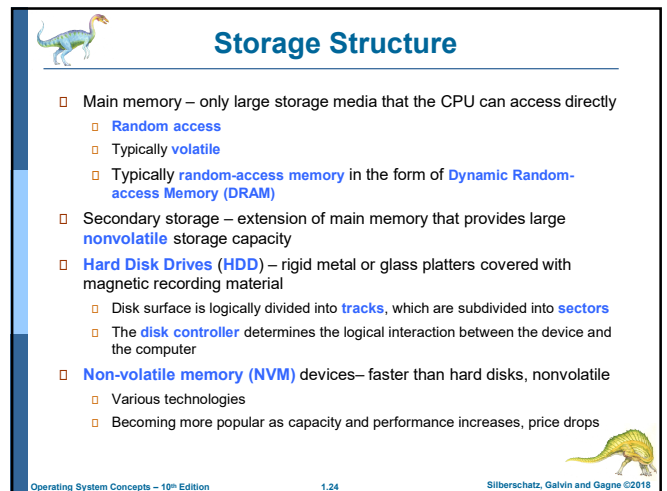 Storage Structure
Main memory – only large storage media that the CPU can access directly
Random access
Typically volatile
Typically random-access memory in the form of Dynamic Random-
access Memory (DRAM)
Secondary storage – extension of main memory that provides large
nonvolatile storage capacity
Hard Disk Drives (HDD) – rigid metal or glass platters covered with
magnetic recording material
Disk surface is logically divided into tracks, which are subdivided into sectors
The disk controller determines the logical interaction between the device and
the computer
Non-volatile memory (NVM) devices– faster than hard disks, nonvolatile
Various technologies
Becoming more popular as capacity and performance increases, price drops
Operating System Concepts – 10th Edition 1.24 Silberschatz, Galvin and Gagne ©2018